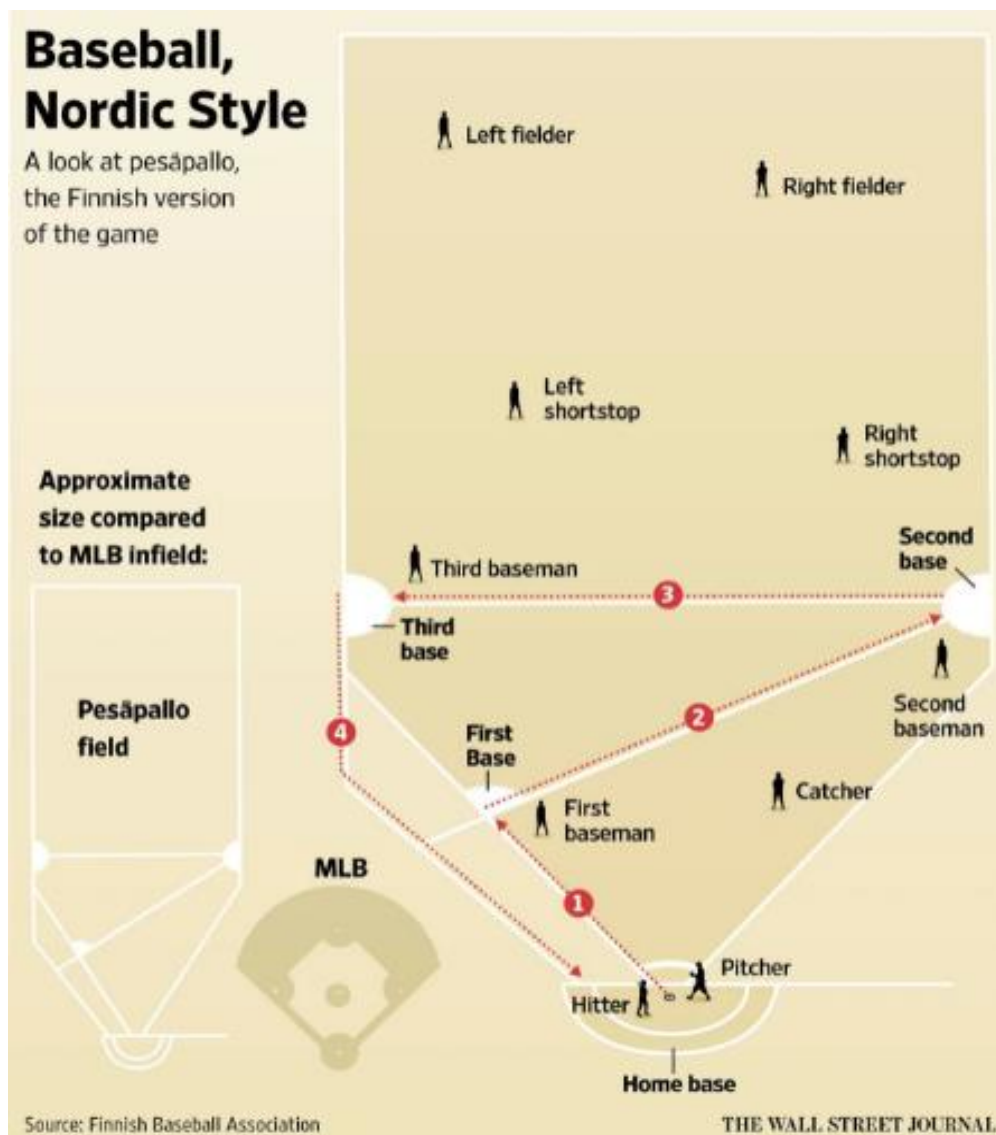 Baseball,
Nordic Style
A look at pesäpallo,
the Finnish version
of the game
Left fielder
Right fielder
Left
shortstop
Right
shortstop
Approximate
size compared
to MLB infield:
Third baseman
Second
base
3
Third
base
Second
baseman
2
Pesäpallo
field
4
First
Base
Catcher
First
baseman
MLB
1
Pitcher
Hitter
Home base
Source: Finnish Baseball Association
THE WALL STREET JOURNAL